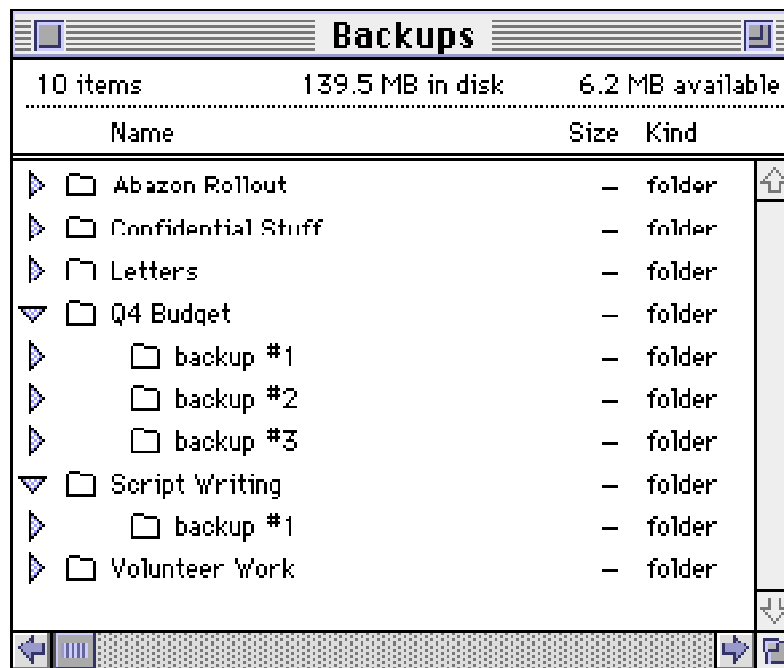 Backups
10 items 139.5 MB in disk 6.2 MB available
Name Size Kind
Abazon Rollout – folder
Confidential Stuff – folder
Letters – folder
Q4 Budget – folder
backup #1 – folder
backup #2 – folder
backup #3 – folder
Script Writing – folder
backup #1 – folder
Volunteer Work – folder